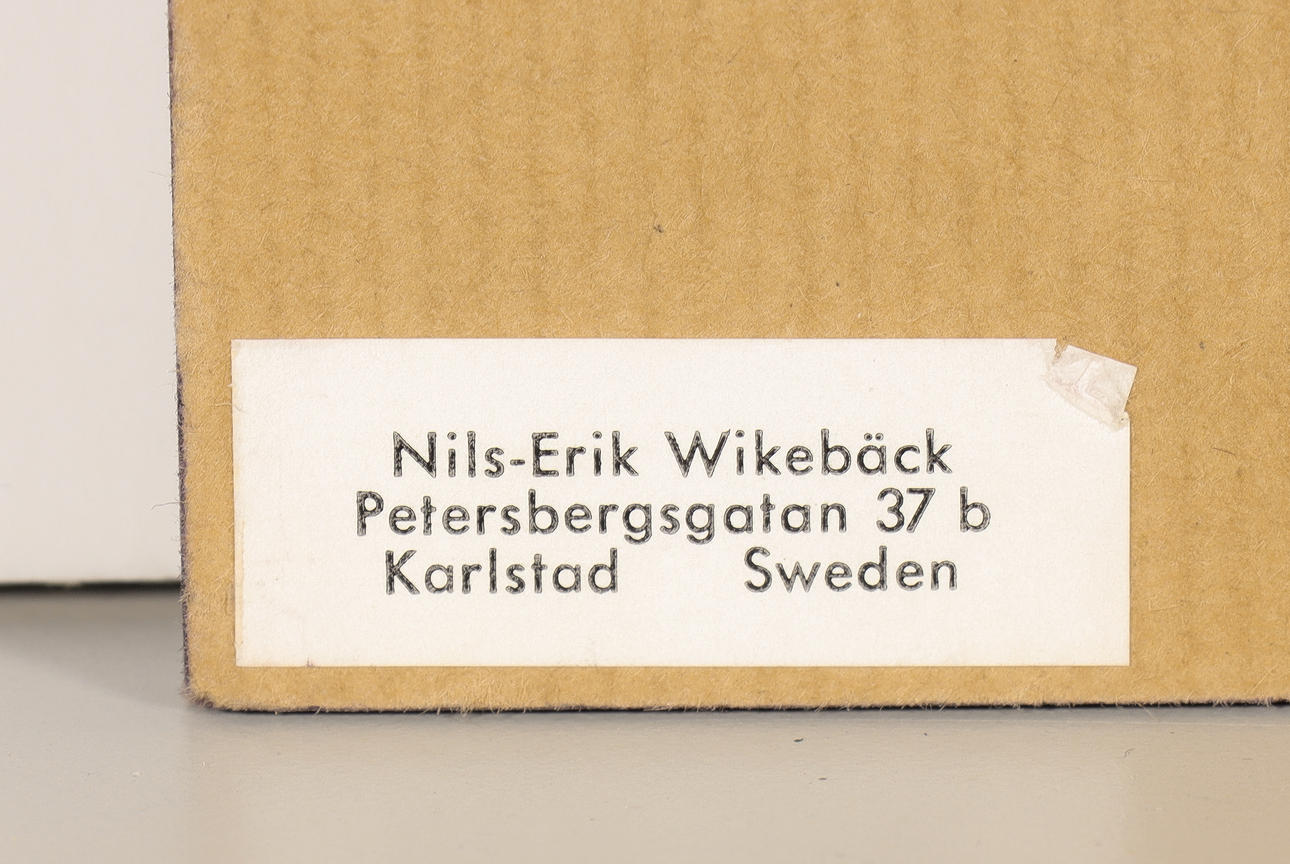 Nils-Erik Wikebäck
Petersbergsgatan 37 b
Karlstad Sweden